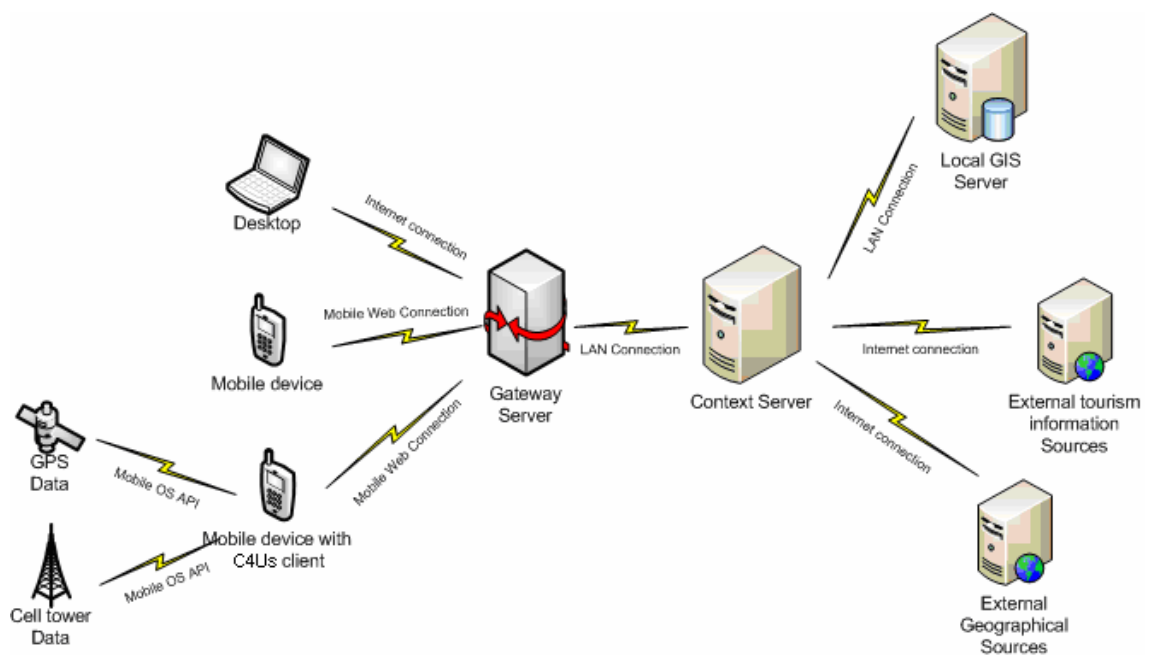 Local GIS
Server
LAN Connection
Desktop
Internet connection
Mobile Web Connection
Mobile device
Gateway
Server
LAN Connection
Context Server
Internet connection
External tourism
information
Sources
Internet connection
External
Geographical
Sources
Mobile Web Connection
GPS
Data
Mobile OS API
Mobile device with
C4Us client
Mobile OS API
Cell tower
Data